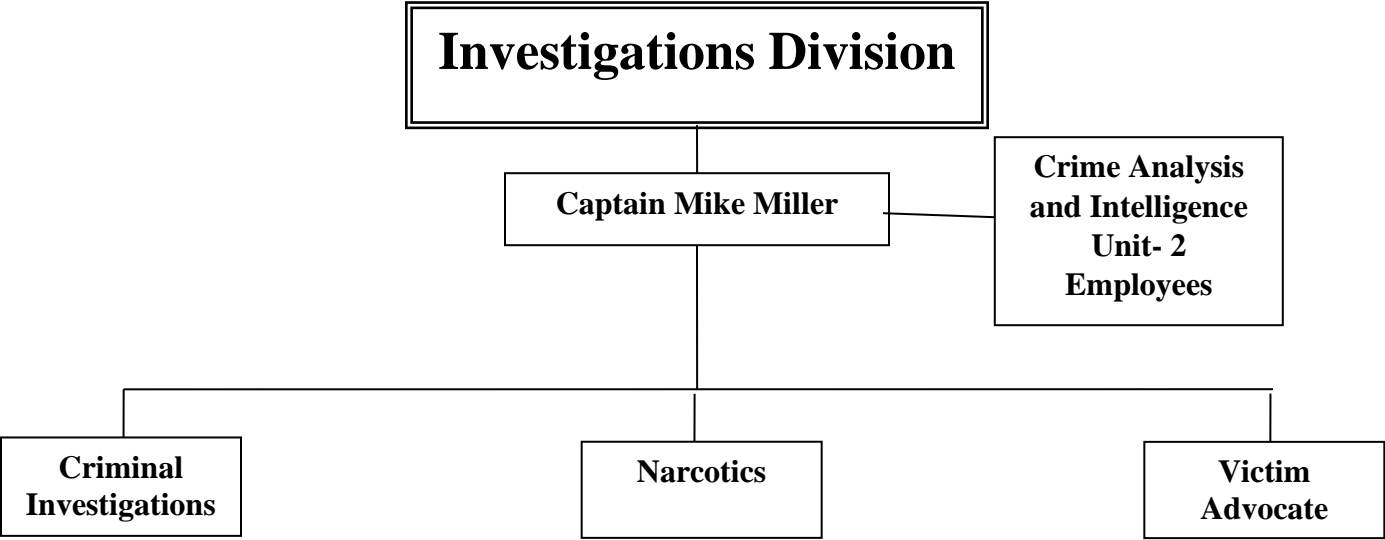 Investigations Division
Captain Mike Miller
Crime Analysis
and Intelligence
Unit- 2
Employees
Criminal
Investigations
Narcotics
Victim
Advocate